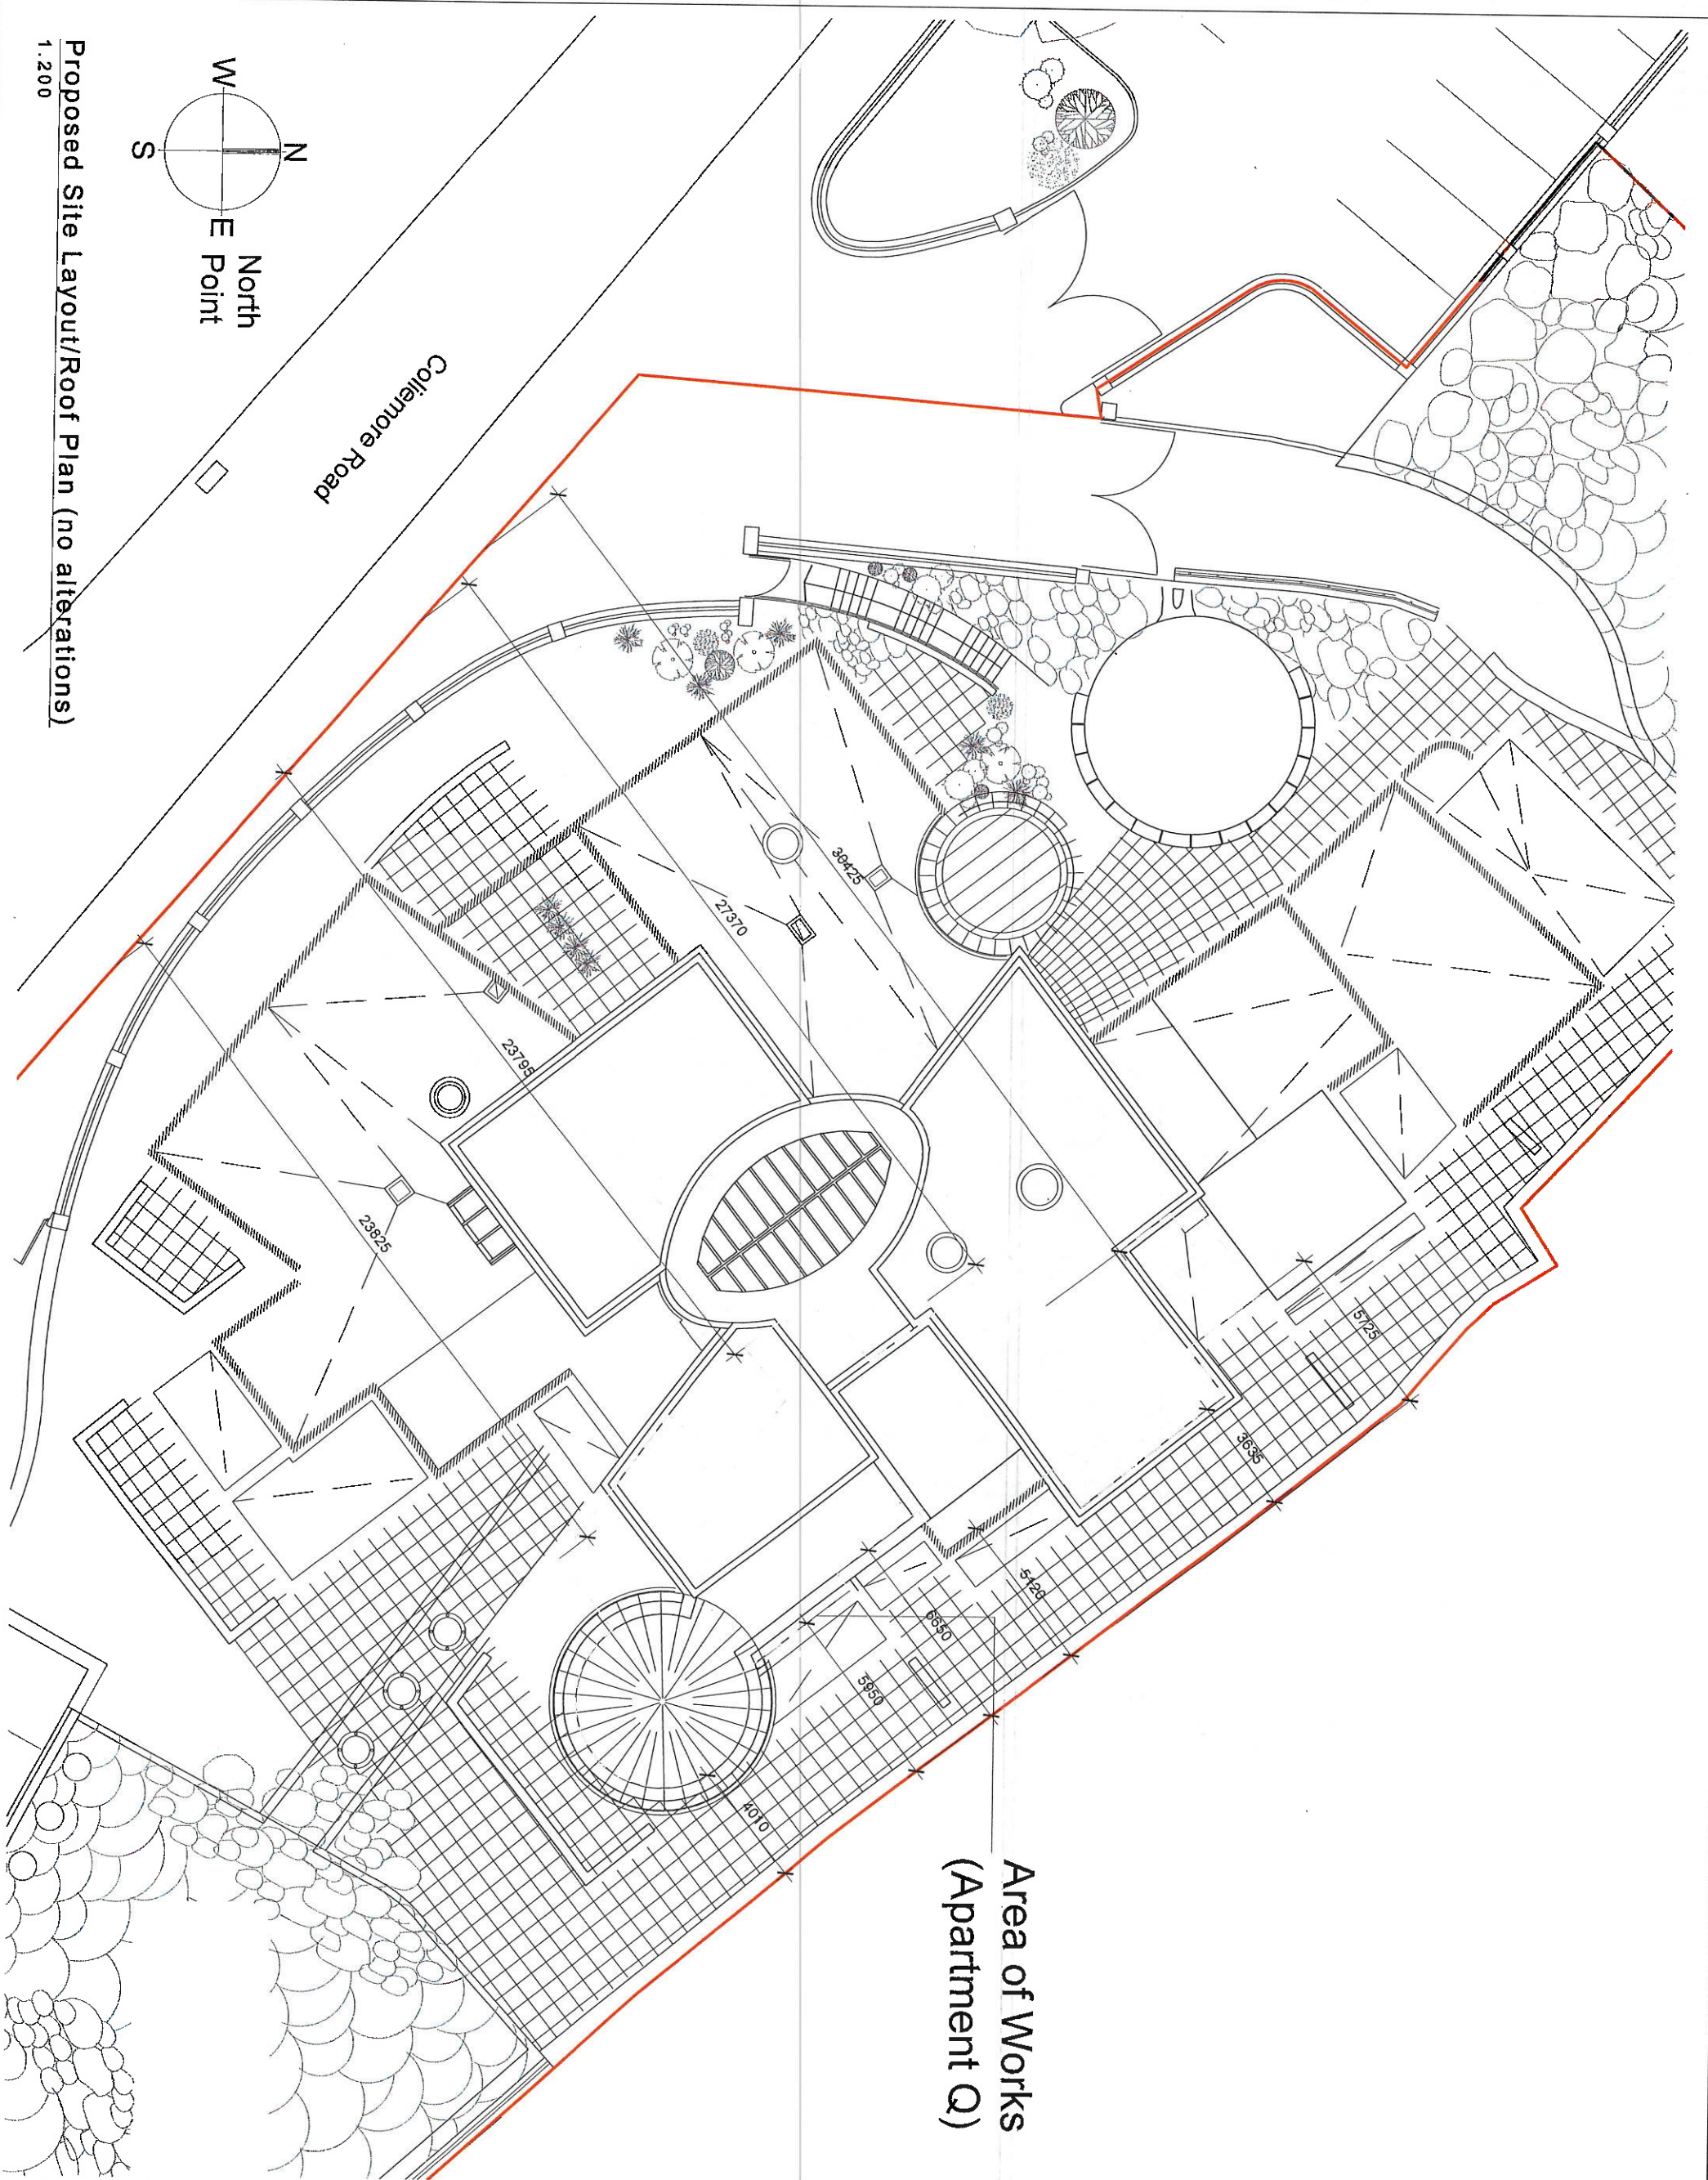 Proposed Site Layout/Roof Plan (no alterations)
1.200
N
W
E
S
North
Point
Coliemore Road
30425
27370
23795
23825
5725
3635
5120
6650
5950
4010
Area of Works
(Apartment Q)